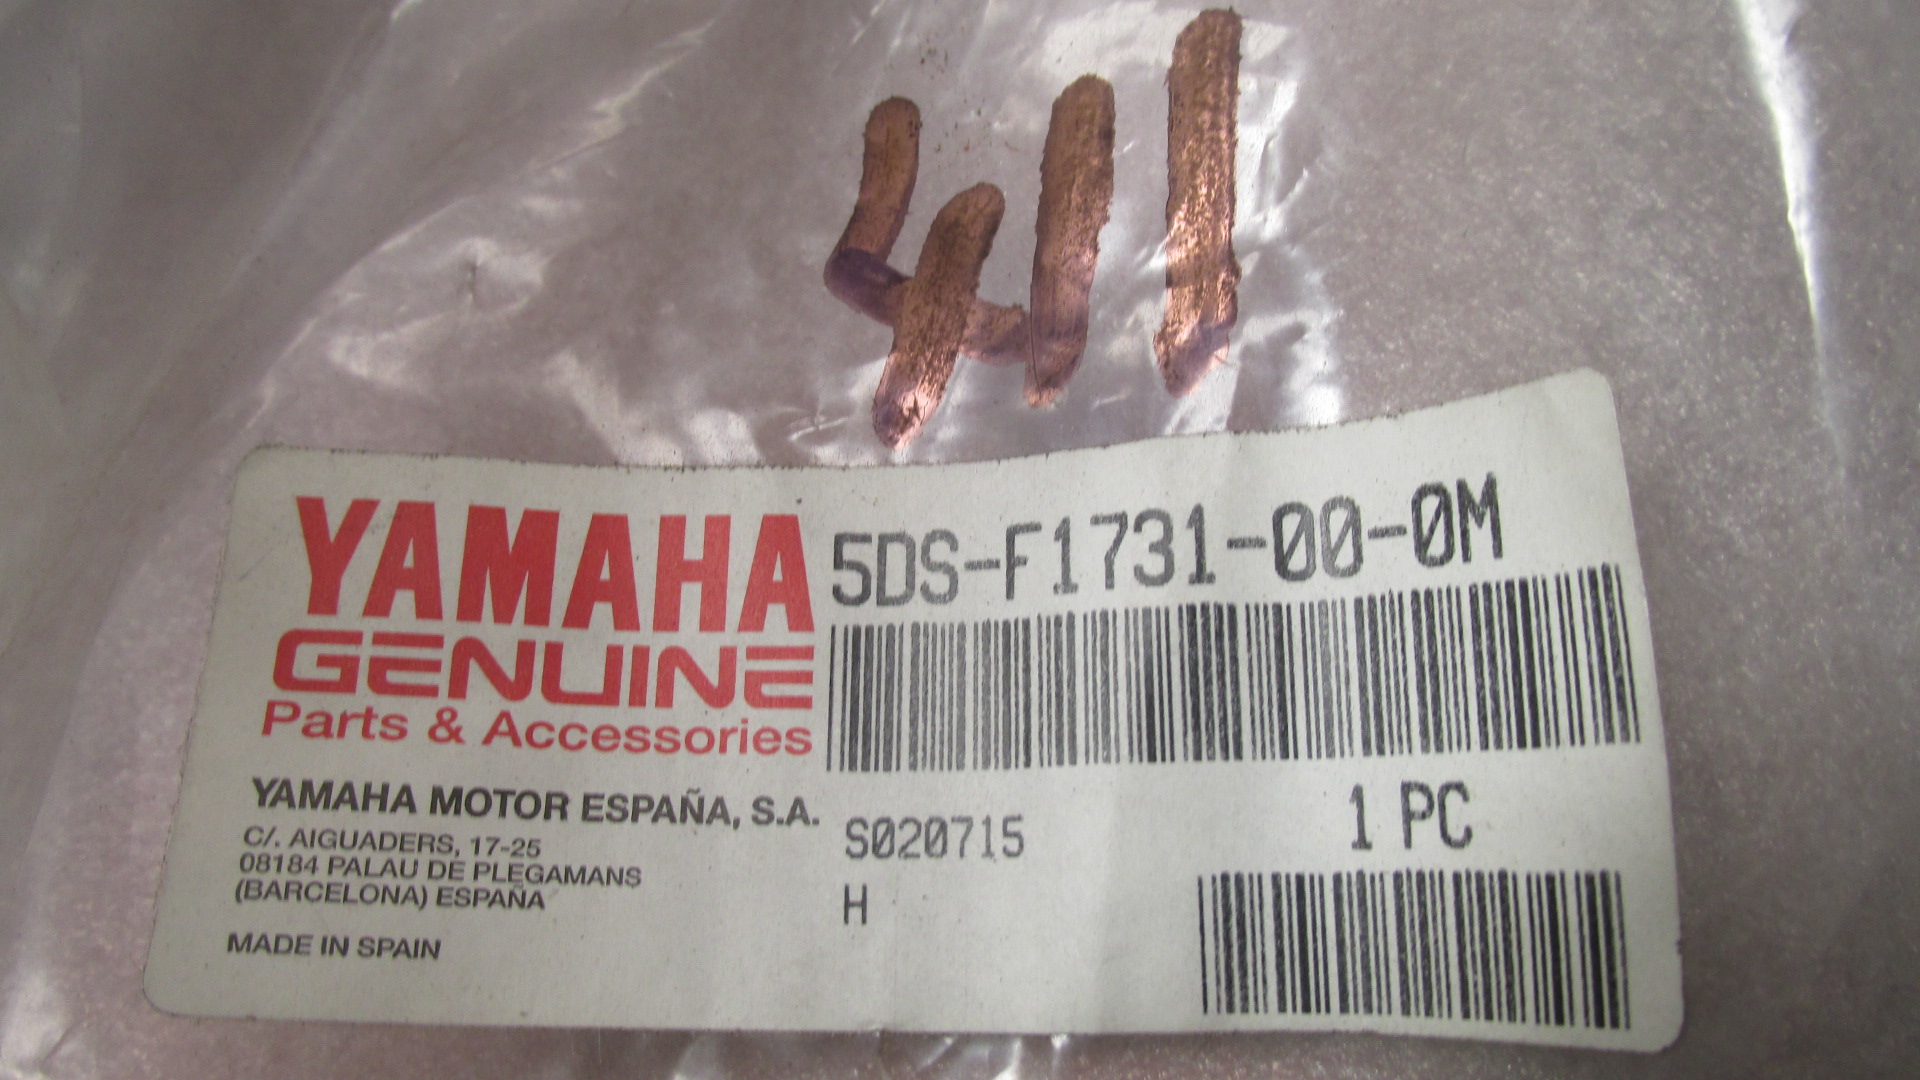 411
YAMAHA
GENUINE
Parts & Accessories
YAMAHA MOTOR ESPAÑA, S.A.
C/. AIGUADERS, 17-25
08184 PALAU DE PLEGAMANS
(BARCELONA) ESPAÑA
MADE IN SPAIN
5DS-F1731-00-0M
S020715
1 PC
H